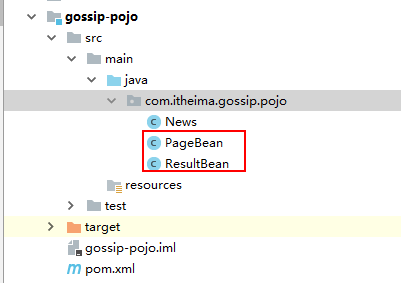 gossip-pojo
src
main
java
com.itheima.gossip.pojo
News
PageBean
ResultBean
resources
test
target
gossip-pojo.iml
pom.xml